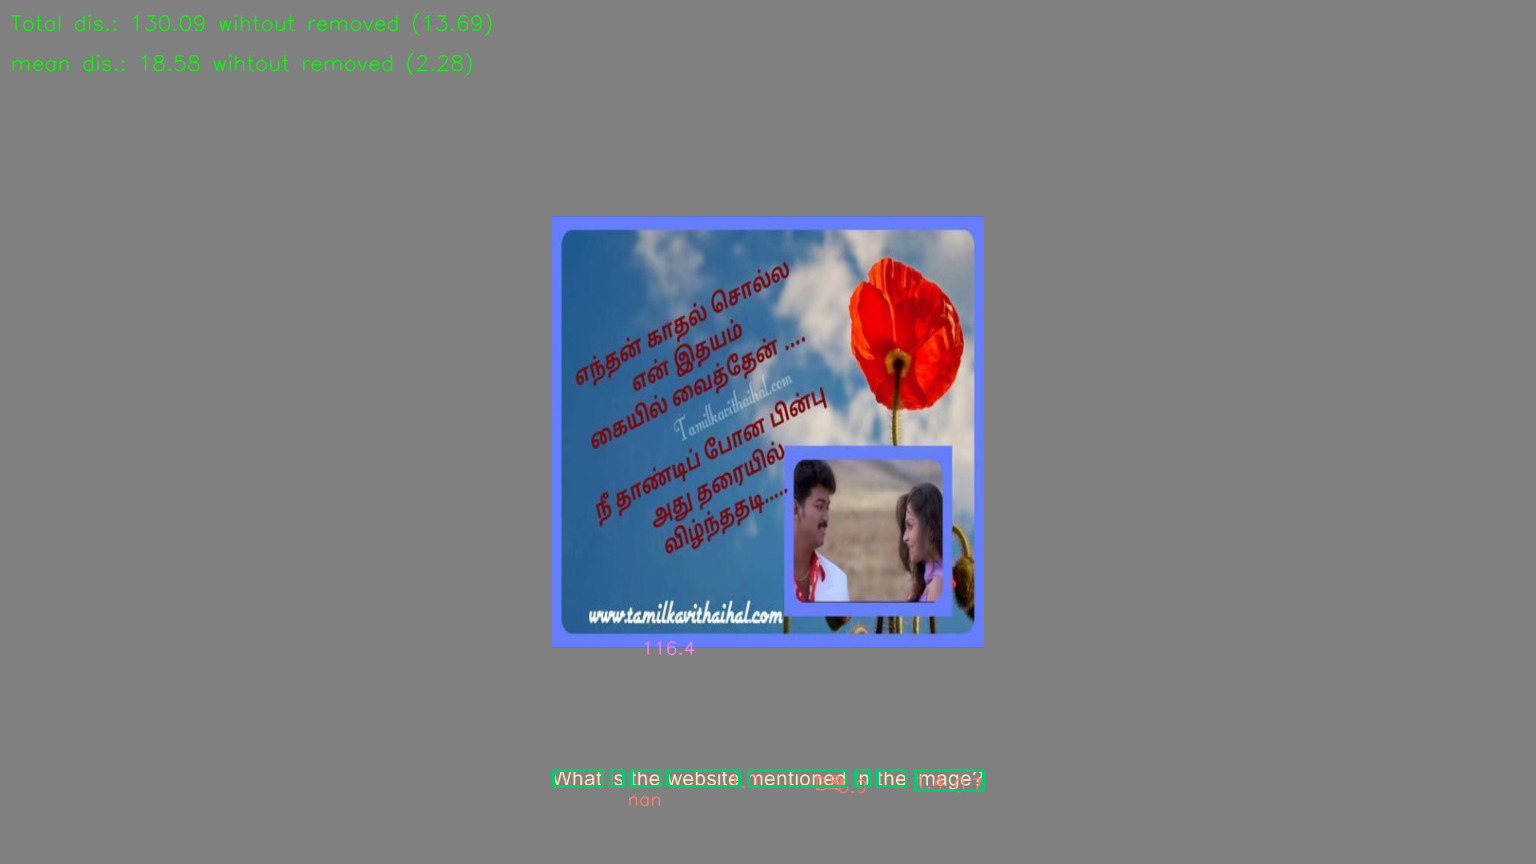 Total dis.: 130.09 wihtout removed (13.69)
mean dis.: 18.58 wihtout removed (2.28)
எந்தன் காதல் சொல்ல
என் இதயம்
கையில் வைத்தேன் ....
Tamilkavithaihal.com
நீ தாண்டிப் போன பின்பு
அது தரையில்
விழ்ந்ததடி.....
www.tamilkavithaihal.com
116.4
What is the website mentioned in the image?
nan